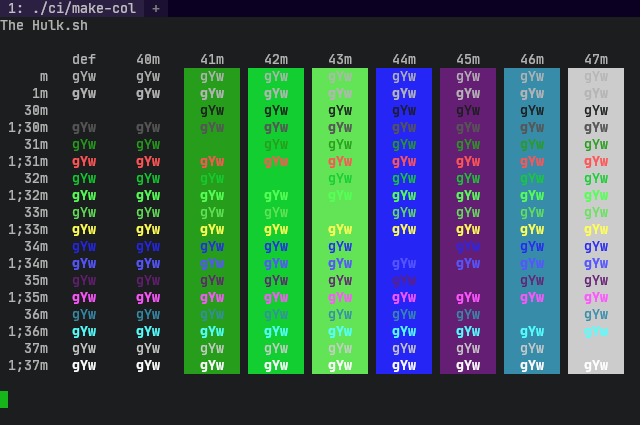 1: ./ci/make-col +
The Hulk.sh
def 40m 41m 42m 43m 44m 45m 46m 47m
m gYw gYw gYw gYw gYw gYw gYw gYw gYw
1m gYw gYw gYw gYw gYw gYw gYw gYw gYw
30m gYw gYw gYw gYw gYw gYw gYw
1;30m gYw gYw gYw gYw gYw gYw gYw gYw gYw
31m gYw gYw gYw gYw gYw gYw gYw gYw
1;31m gYw gYw gYw gYw gYw gYw gYw gYw gYw
32m gYw gYw gYw gYw gYw gYw gYw gYw
1;32m gYw gYw gYw gYw gYw gYw gYw gYw gYw
33m gYw gYw gYw gYw gYw gYw gYw gYw
1;33m gYw gYw gYw gYw gYw gYw gYw gYw gYw
34m gYw gYw gYw gYw gYw gYw gYw gYw
1;34m gYw gYw gYw gYw gYw gYw gYw gYw gYw
35m gYw gYw gYw gYw gYw gYw gYw gYw
1;35m gYw gYw gYw gYw gYw gYw gYw gYw gYw
36m gYw gYw gYw gYw gYw gYw gYw gYw
1;36m gYw gYw gYw gYw gYw gYw gYw gYw gYw
37m gYw gYw gYw gYw gYw gYw gYw gYw
1;37m gYw gYw gYw gYw gYw gYw gYw gYw gYw